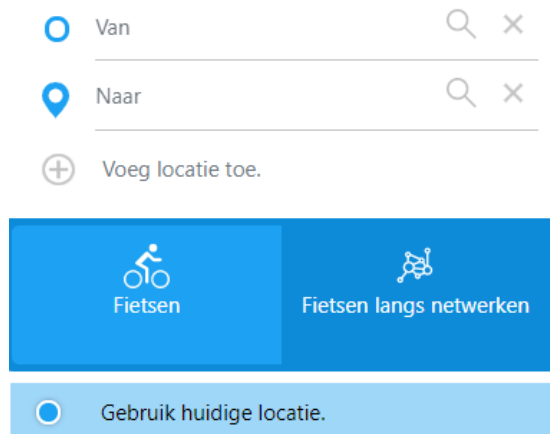 Van
Naar
Voeg locatie toe.
Fietsen
Fietsen langs netwerken
Gebruik huidige locatie.